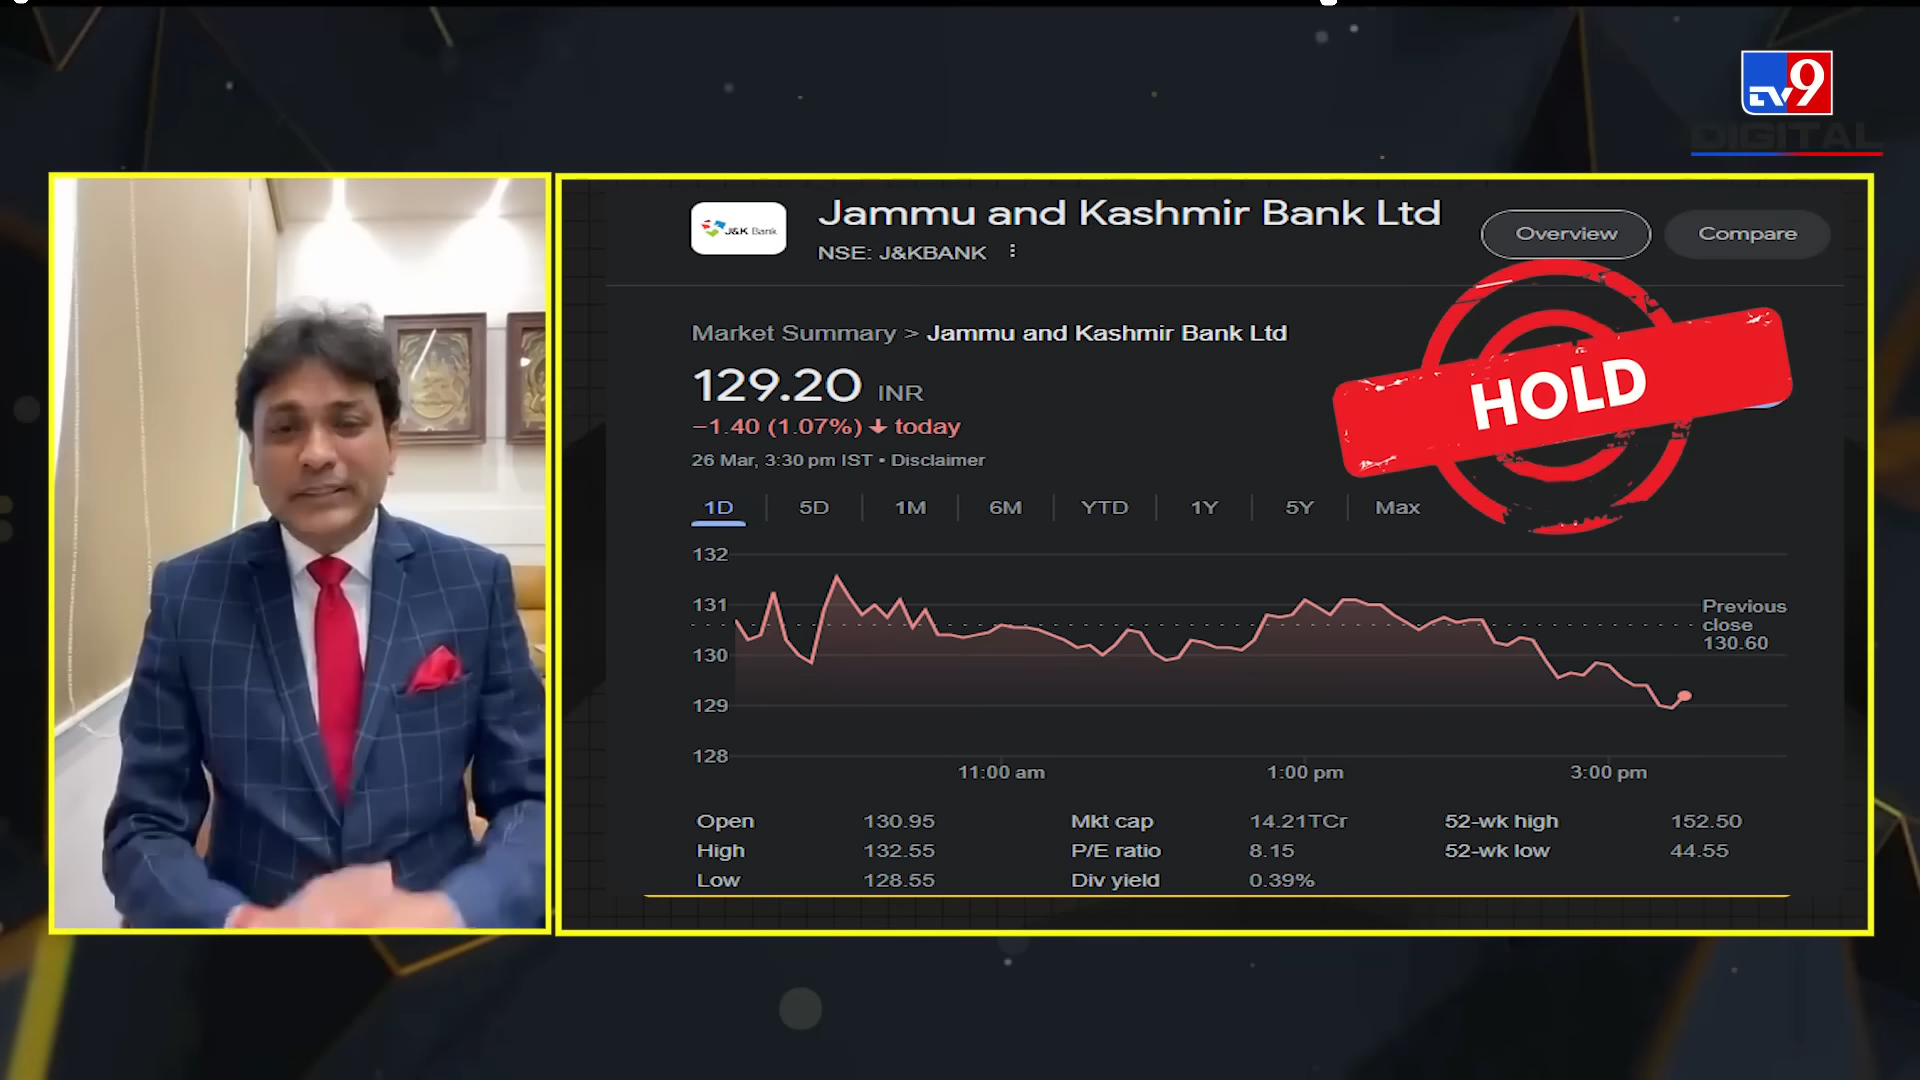 TV9
DIGITAL
J&K Bank
Jammu and Kashmir Bank Ltd
NSE: J&KBANK
Overview
Compare
HOLD
Market Summary > Jammu and Kashmir Bank Ltd
129.20 INR
−1.40 (1.07%) ↓ today
26 Mar, 3:30 pm IST • Disclaimer
1D 5D 1M 6M YTD 1Y 5Y Max
132
131
130
129
128
Previous
close
130.60
11:00 am 1:00 pm 3:00 pm
Open 130.95 Mkt cap 14.21TCr 52-wk high 152.50
High 132.55 P/E ratio 8.15 52-wk low 44.55
Low 128.55 Div yield 0.39%